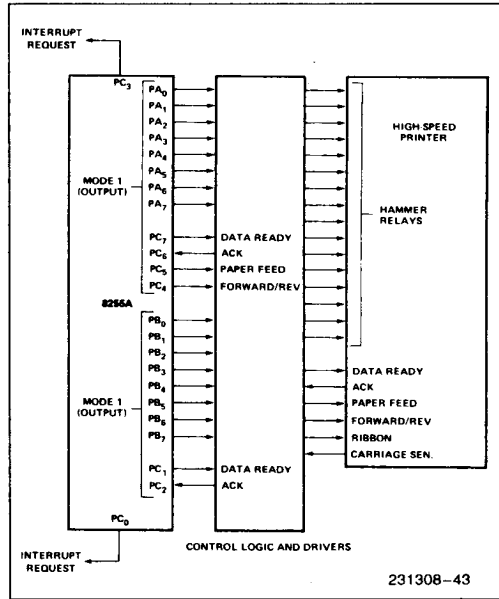 INTERRUPT
REQUEST
PC3
MODE 1
(OUTPUT)
PA0
PA1
PA2
PA3
PA4
PA5
PA6
PA7
PC7
PC6
PC5
PC4
DATA READY
ACK
PAPER FEED
FORWARD/REV
8255A
MODE 1
(OUTPUT)
PB0
PB1
PB2
PB3
PB4
PB5
PB6
PB7
PC1
PC2
DATA READY
ACK
PC0
INTERRUPT
REQUEST
CONTROL LOGIC AND DRIVERS
HIGH-SPEED
PRINTER
HAMMER
RELAYS
DATA READY
ACK
PAPER FEED
FORWARD/REV
RIBBON
CARRIAGE SEN.
231308-43